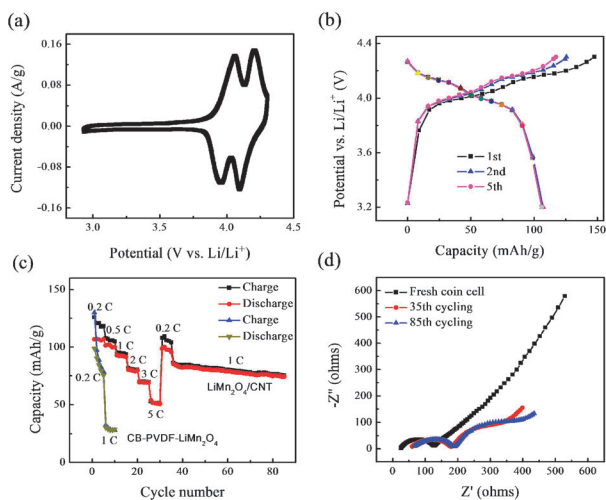 (a)
0.16
0.08
0.00
-0.08
-0.16
Current density (A/g)
3.0
3.5
4.0
4.5
Potential (V vs. Li/Li⁺)
(b)
4.4
4.0
3.6
3.2
Potential vs. Li/Li⁺ (V)
1st
2nd
5th
0
50
100
150
Capacity (mAh/g)
(c)
150
100
50
0
Capacity (mAh/g)
Charge
Discharge
Charge
Discharge
0.2 C
0.2 C
0.5 C
1 C
2 C
3 C
5 C
0.2 C
1 C
LiMn₂O₄/CNT
0.2 C
1 C
CB-PVDF-LiMn₂O₄
0
20
40
60
80
Cycle number
(d)
600
500
400
300
200
100
0
-Z" (ohms)
Fresh coin cell
35th cycling
85th cycling
0
100
200
300
400
500
600
Z' (ohms)